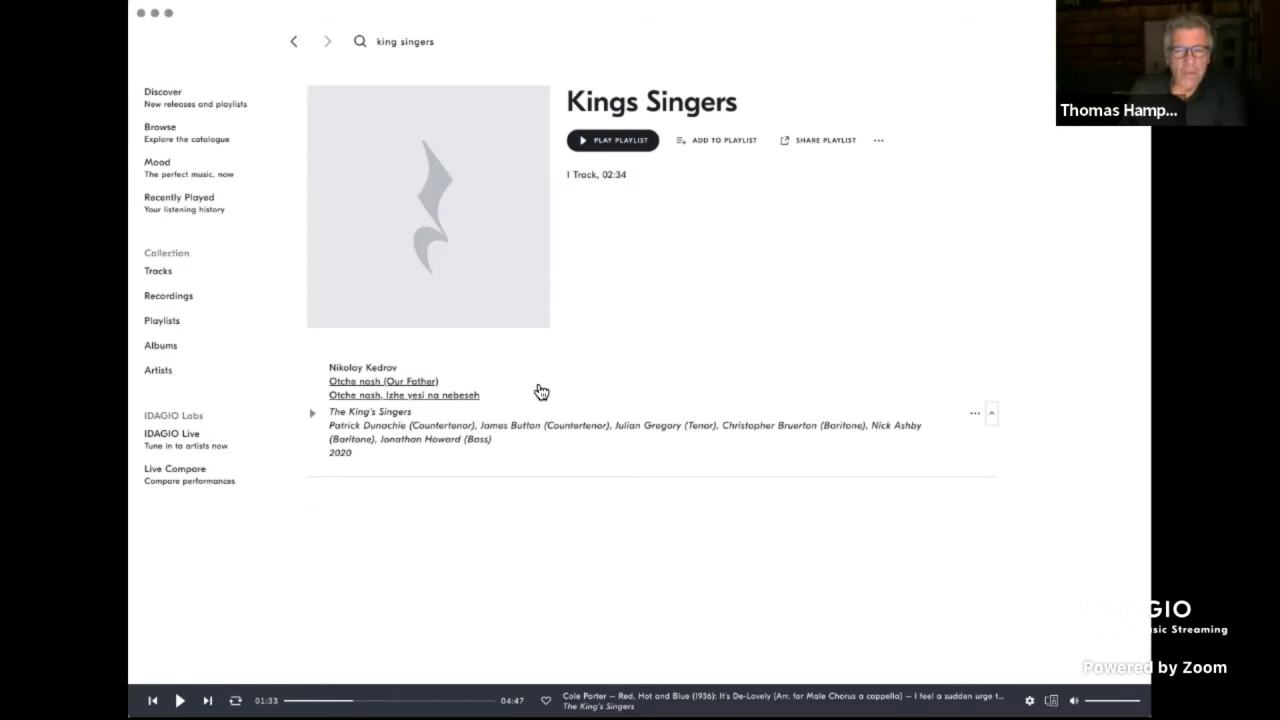 king singers
Thomas Hamp...
Discover
New releases and playlists
Browse
Explore the catalogue
Mood
The perfect music, now
Recently Played
Your listening history
Collection
Tracks
Recordings
Playlists
Albums
Artists
IDAGIO Labs
IDAGIO Live
Tune in to artists now
Live Compare
Compare performances
Kings Singers
PLAY PLAYLIST
ADD TO PLAYLIST
SHARE PLAYLIST
1 Track, 02:34
Nikolay Kedrov
Otche nash (Our Father)
Otche nash, Izhe yesi na nebeseh
The King's Singers
Patrick Dunachie (Countertenor), James Button (Countertenor), Julian Gregory (Tenor), Christopher Bruerton (Baritone), Nick Ashby
(Baritone), Jonathan Howard (Bass)
2020
GIO
sic Streaming
Powered by Zoom
01:33
04:47
Cole Porter – Red, Hot and Blue (1936): It's De-Lovely (Arr. for Male Chorus a cappella) – I feel a sudden urge t...
The King's Singers